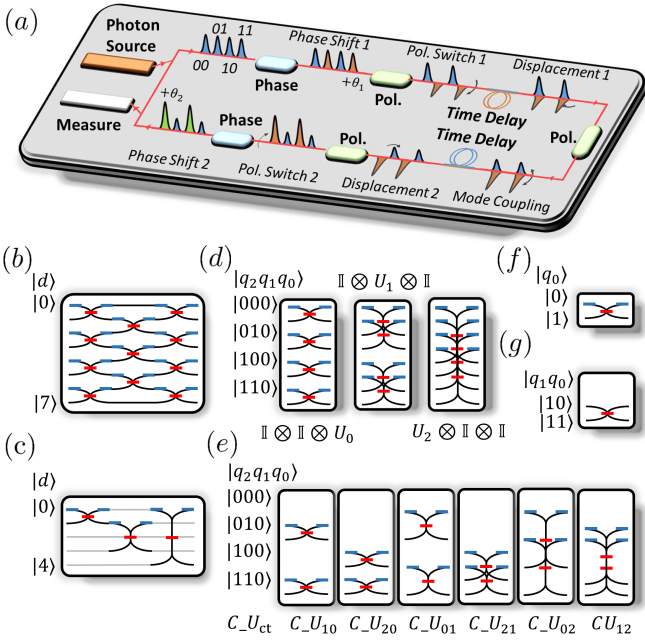 (a)
Photon
Source
01 11
00 10
Phase Shift 1
Phase
+θ₁
Pol. Switch 1
Pol.
Displacement 1
Time Delay
Pol.
Measure
+θ₂
Phase
Phase Shift 2
Pol. Switch 2
Pol.
Time Delay
Displacement 2
Mode Coupling
(b)
|d⟩
|0⟩
|7⟩
(c)
|d⟩
|0⟩
|4⟩
(d)
𝕀 ⊗ U₁ ⊗ 𝕀
|q₂q₁q₀⟩
|000⟩
|010⟩
|100⟩
|110⟩
𝕀 ⊗ 𝕀 ⊗ U₀
U₂ ⊗ 𝕀 ⊗ 𝕀
(e)
|q₂q₁q₀⟩
|000⟩
|010⟩
|100⟩
|110⟩
C_U_ct C_U₁₀ C_U₂₀ C_U₀₁ C_U₂₁ C_U₀₂ CU₁₂
(f)
|q₀⟩
|0⟩
|1⟩
(g)
|q₁q₀⟩
|10⟩
|11⟩